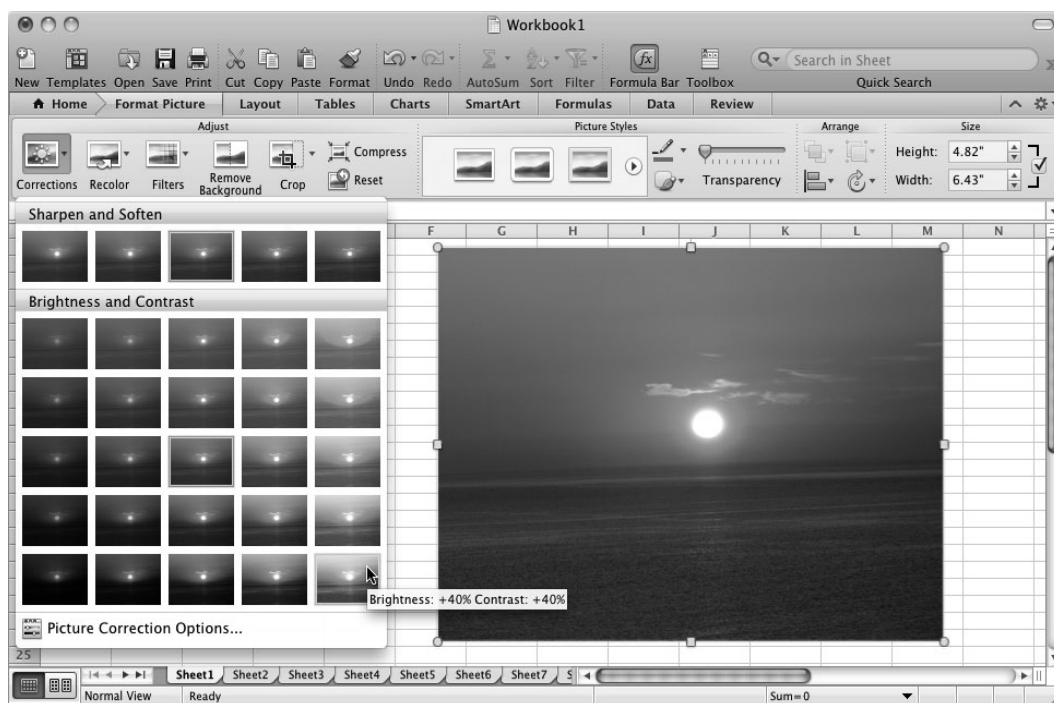 Workbook1
New Templates Open Save Print Cut Copy Paste Format Undo Redo AutoSum Sort Filter Formula Bar Toolbox Search in Sheet
Quick Search
Home Format Picture Layout Tables Charts SmartArt Formulas Data Review
Adjust Picture Styles Arrange Size
Corrections Recolor Filters Remove Background Crop Compress Reset Transparency Height: 4.82" Width: 6.43"
Sharpen and Soften
F G H I J K L M N
Brightness and Contrast
Brightness: +40% Contrast: +40%
Picture Correction Options...
25
Sheet1 Sheet2 Sheet3 Sheet4 Sheet5 Sheet6 Sheet7 S
Normal View Ready Sum=0